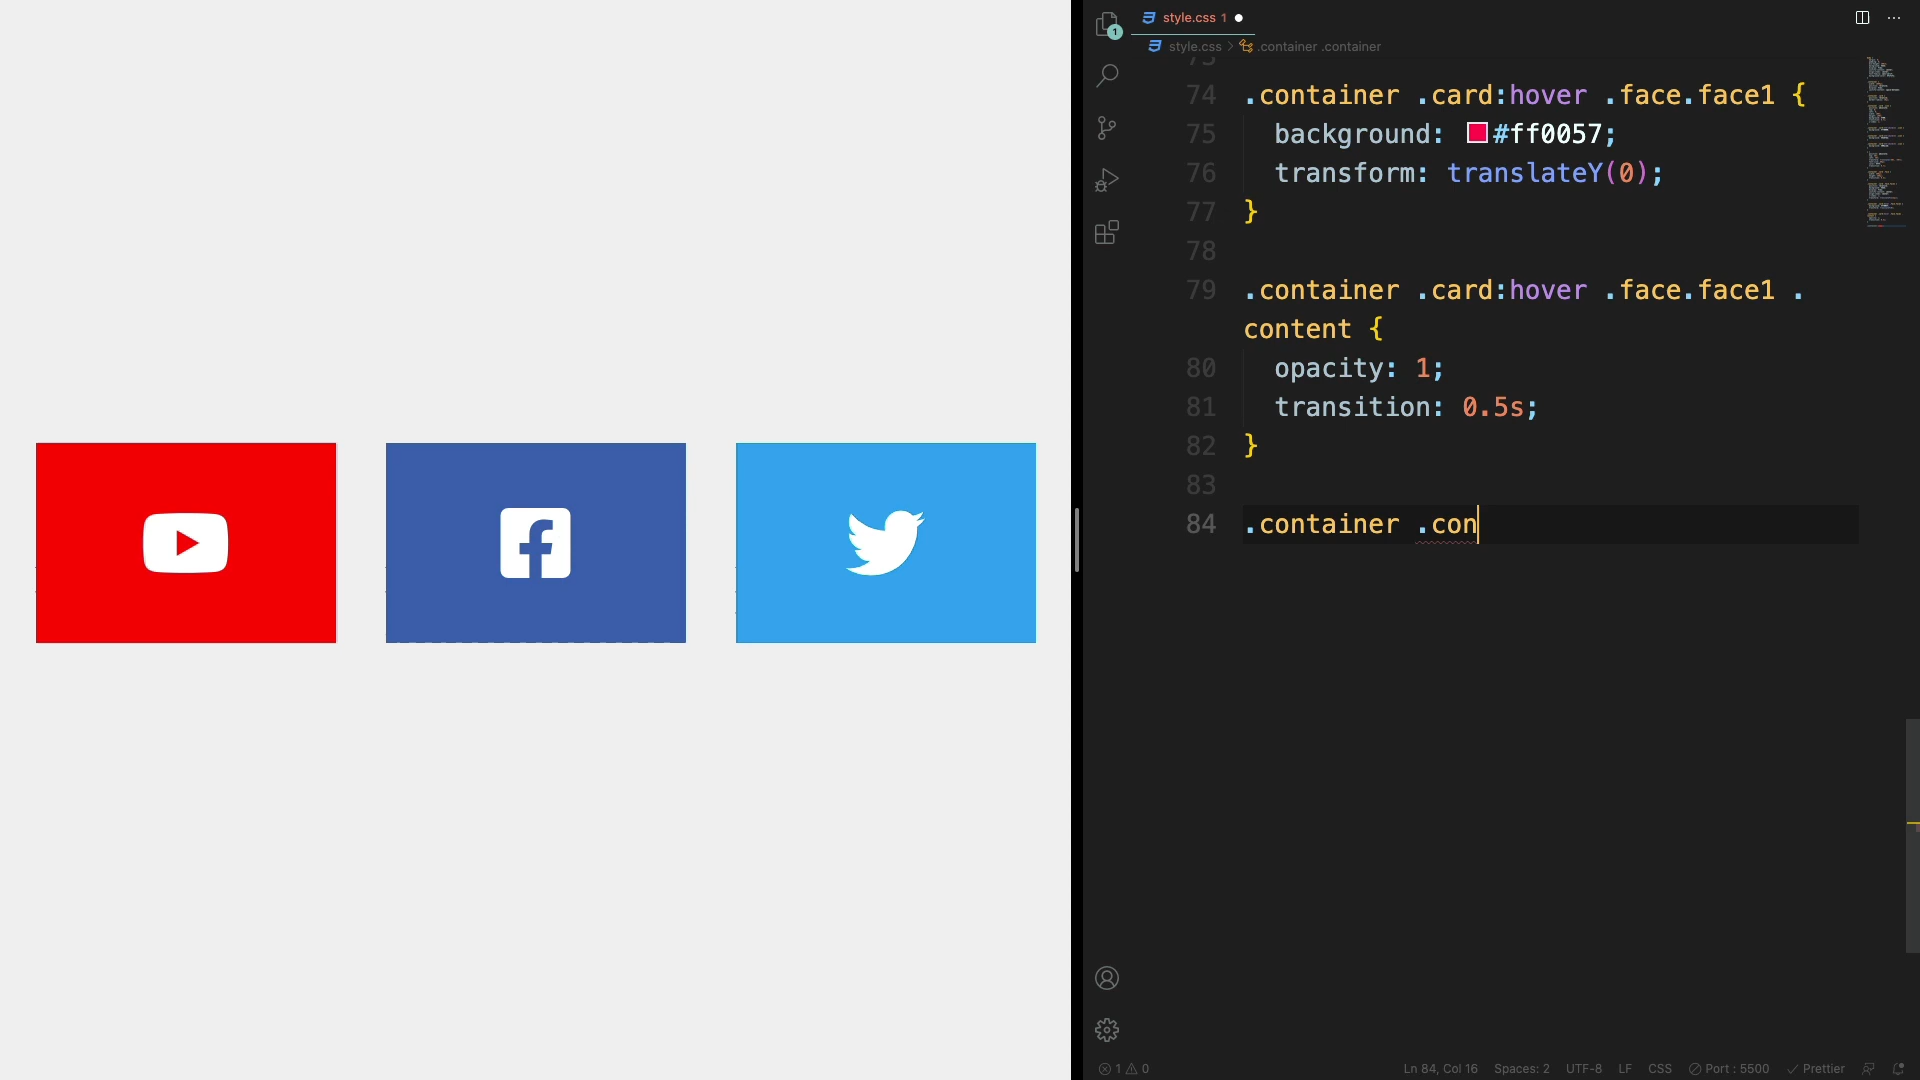 style.css 1
style.css > .container .container
74 .container .card:hover .face.face1 {
75 background: #ff0057;
76 transform: translateY(0);
77 }
78
79 .container .card:hover .face.face1 .
content {
80 opacity: 1;
81 transition: 0.5s;
82 }
83
84 .container .con
1
1 0 Ln 84, Col 16 Spaces: 2 UTF-8 LF CSS Port : 5500 Prettier